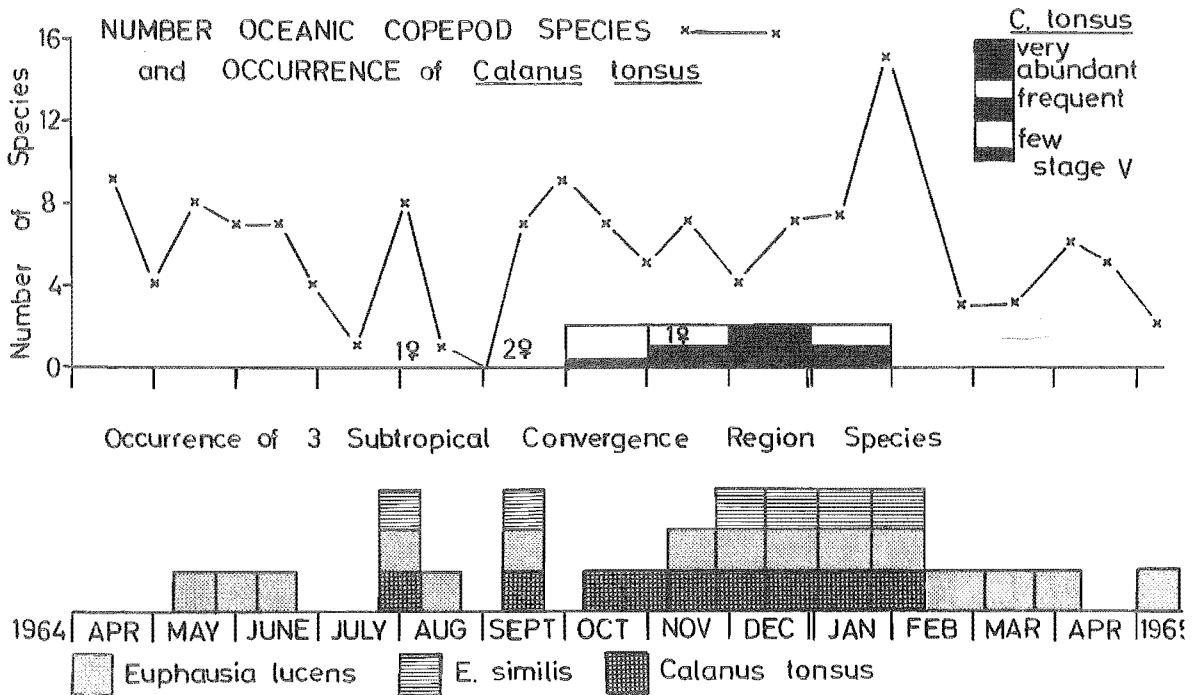 NUMBER OCEANIC COPEPOD SPECIES
and OCCURRENCE of Calanus tonsus
C. tonsus
very
abundant
frequent
few
stage V
Number of Species
16
12
8
4
0
1♀
2♀
1♀
Occurrence of 3 Subtropical Convergence Region Species
1964 APR MAY JUNE JULY AUG SEPT OCT NOV DEC JAN FEB MAR APR 1965
Euphausia lucens E. similis Calanus tonsus